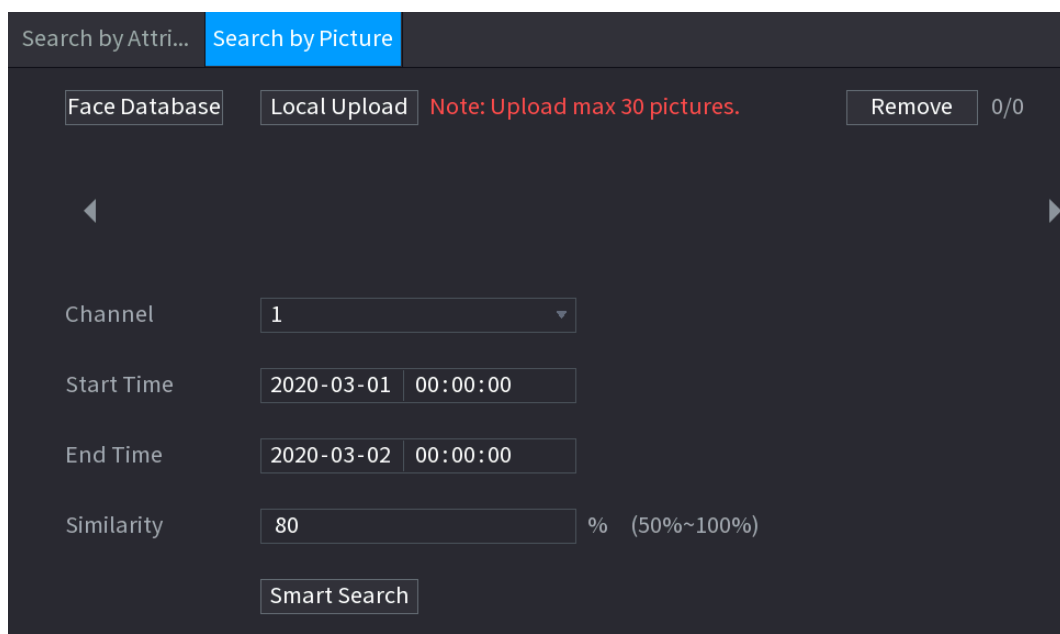 Search by Attri... Search by Picture
Face Database Local Upload Note: Upload max 30 pictures. Remove 0/0
Channel 1
Start Time 2020-03-01 00:00:00
End Time 2020-03-02 00:00:00
Similarity 80 % (50%~100%)
Smart Search